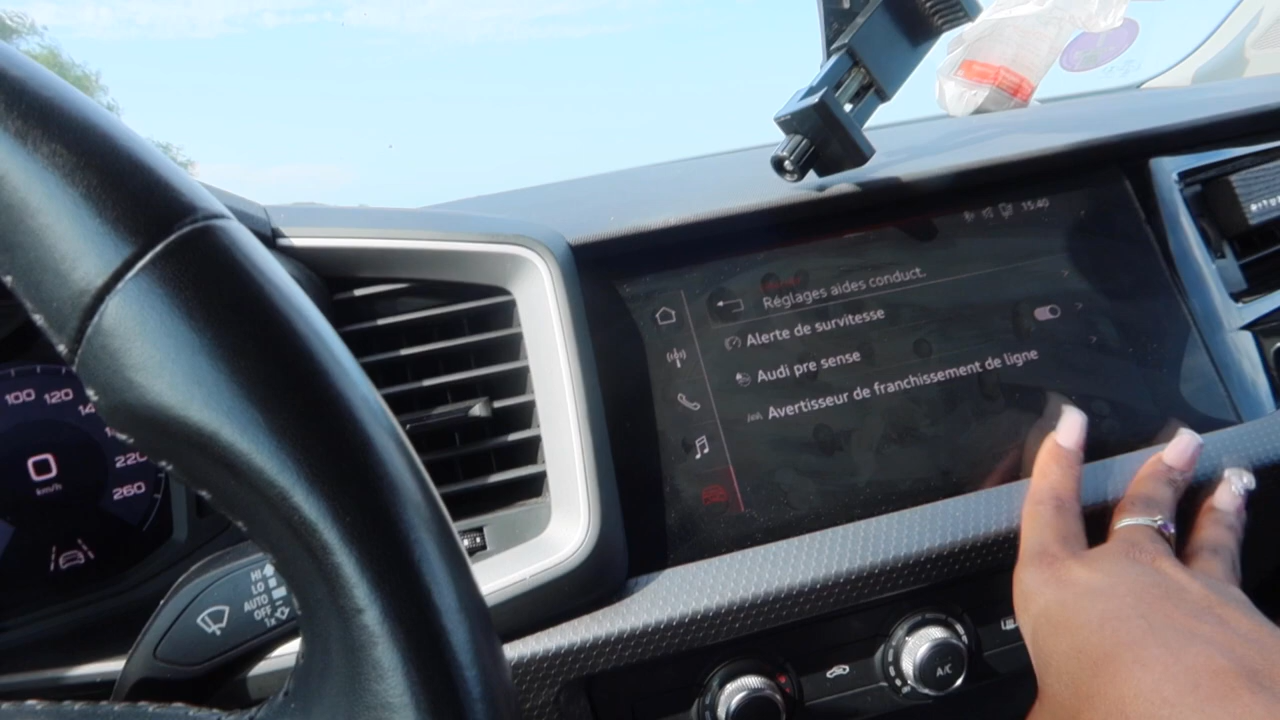 15:40
Réglages aides conduct.
Alerte de survitesse
Audi pre sense
Avertisseur de franchissement de ligne
100
120
220
260
0
km/h
HI
LO
AUTO
OFF
1x
A/C